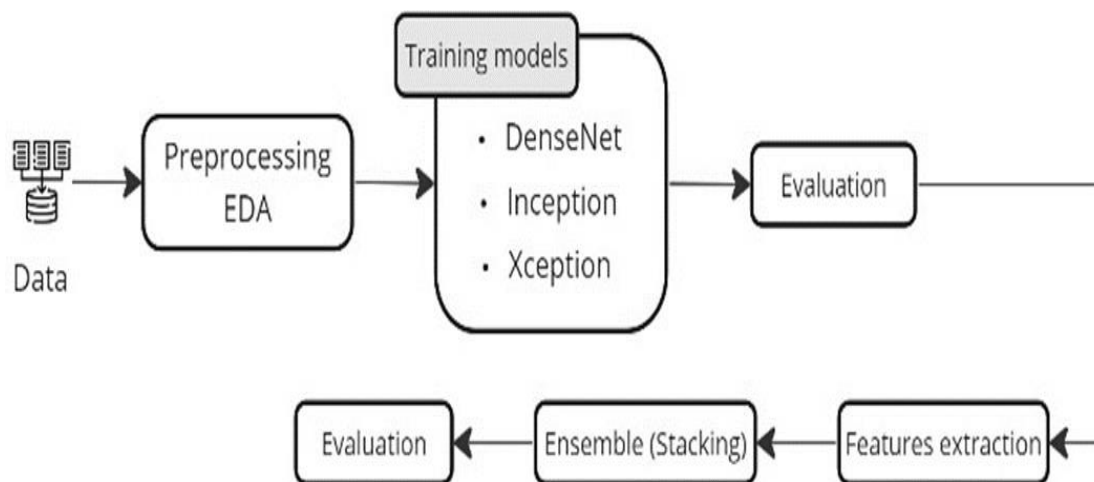 Training models
Preprocessing
EDA
Data
• DenseNet
• Inception
• Xception
Evaluation
Features extraction
Ensemble (Stacking)
Evaluation